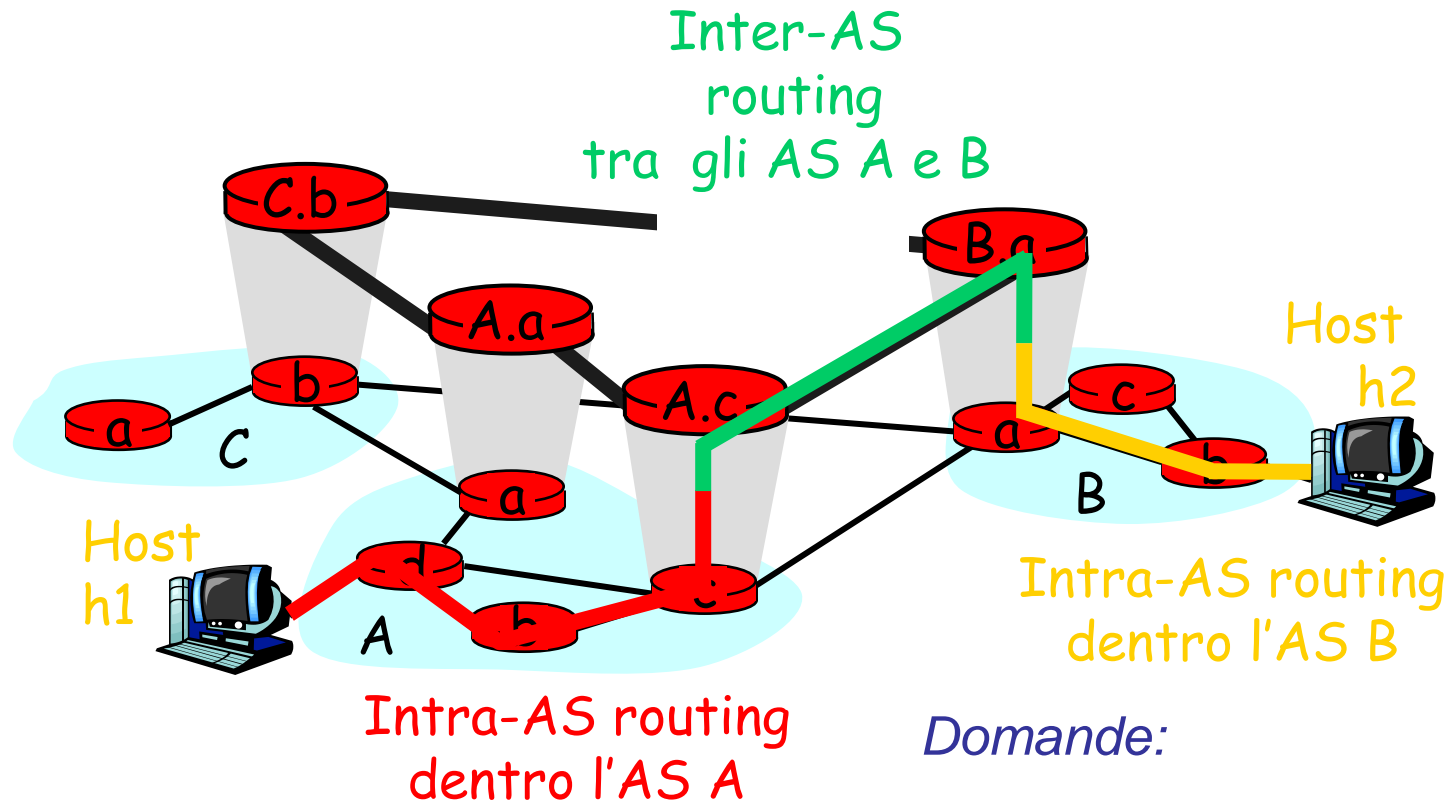 Inter-AS
routing
tra gli AS A e B
C.b
B.a
A.a
Host
h2
A.c
b
c
a
a
C
b
a
B
Host
h1
d
c
Intra-AS routing
dentro l'AS B
b
A
Intra-AS routing
dentro l'AS A
Domande: